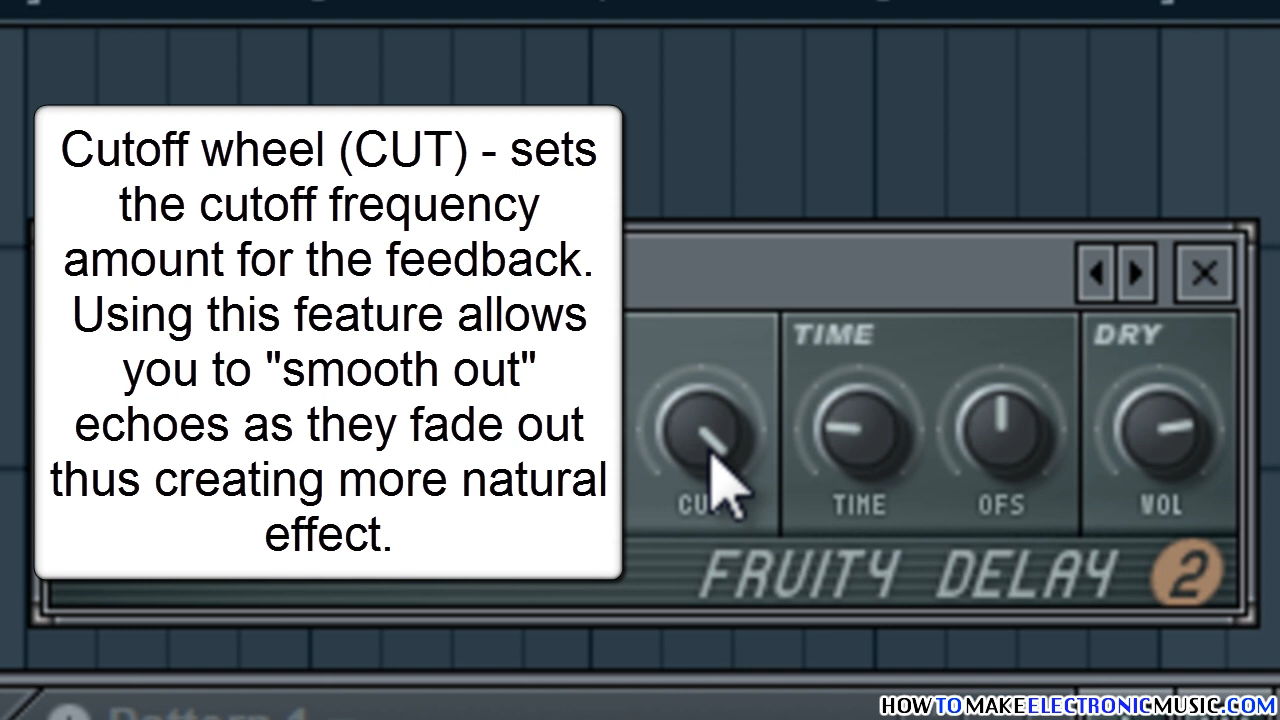 Cutoff wheel (CUT) - sets
the cutoff frequency
amount for the feedback.
Using this feature allows
you to "smooth out"
echoes as they fade out
thus creating more natural
effect.
TIME
DRY
TIME
OFS
VOL
FRUITY DELAY 2
Pattern 1
HOWTOMAKEELECTRONICMUSIC.COM